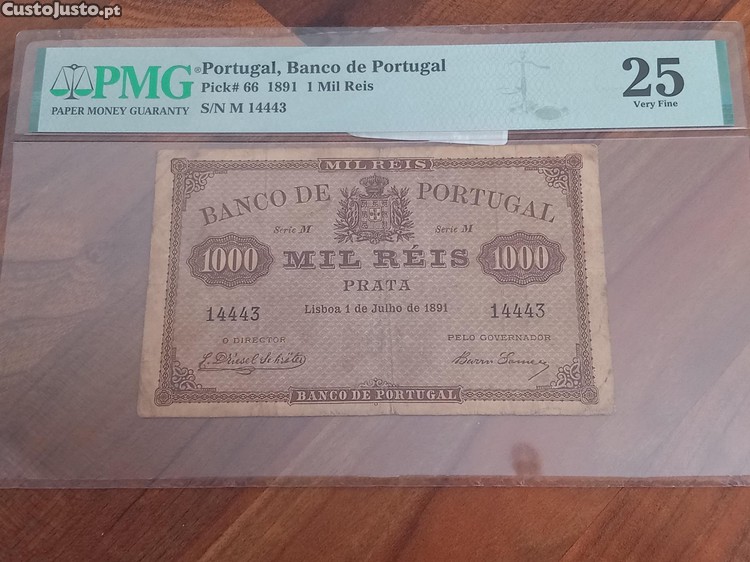 CustoJusto.pt
PMG
PAPER MONEY GUARANTY
Portugal, Banco de Portugal
Pick# 66 1891 1 Mil Reis
S/N M 14443
25
Very Fine
MIL REIS
BANCO DE PORTUGAL
Serie M Serie M
1000 MIL RÉIS 1000
PRATA
14443 Lisboa 1 de Julho de 1891 14443
O DIRECTOR PELO GOVERNADOR
BANCO DE PORTUGAL